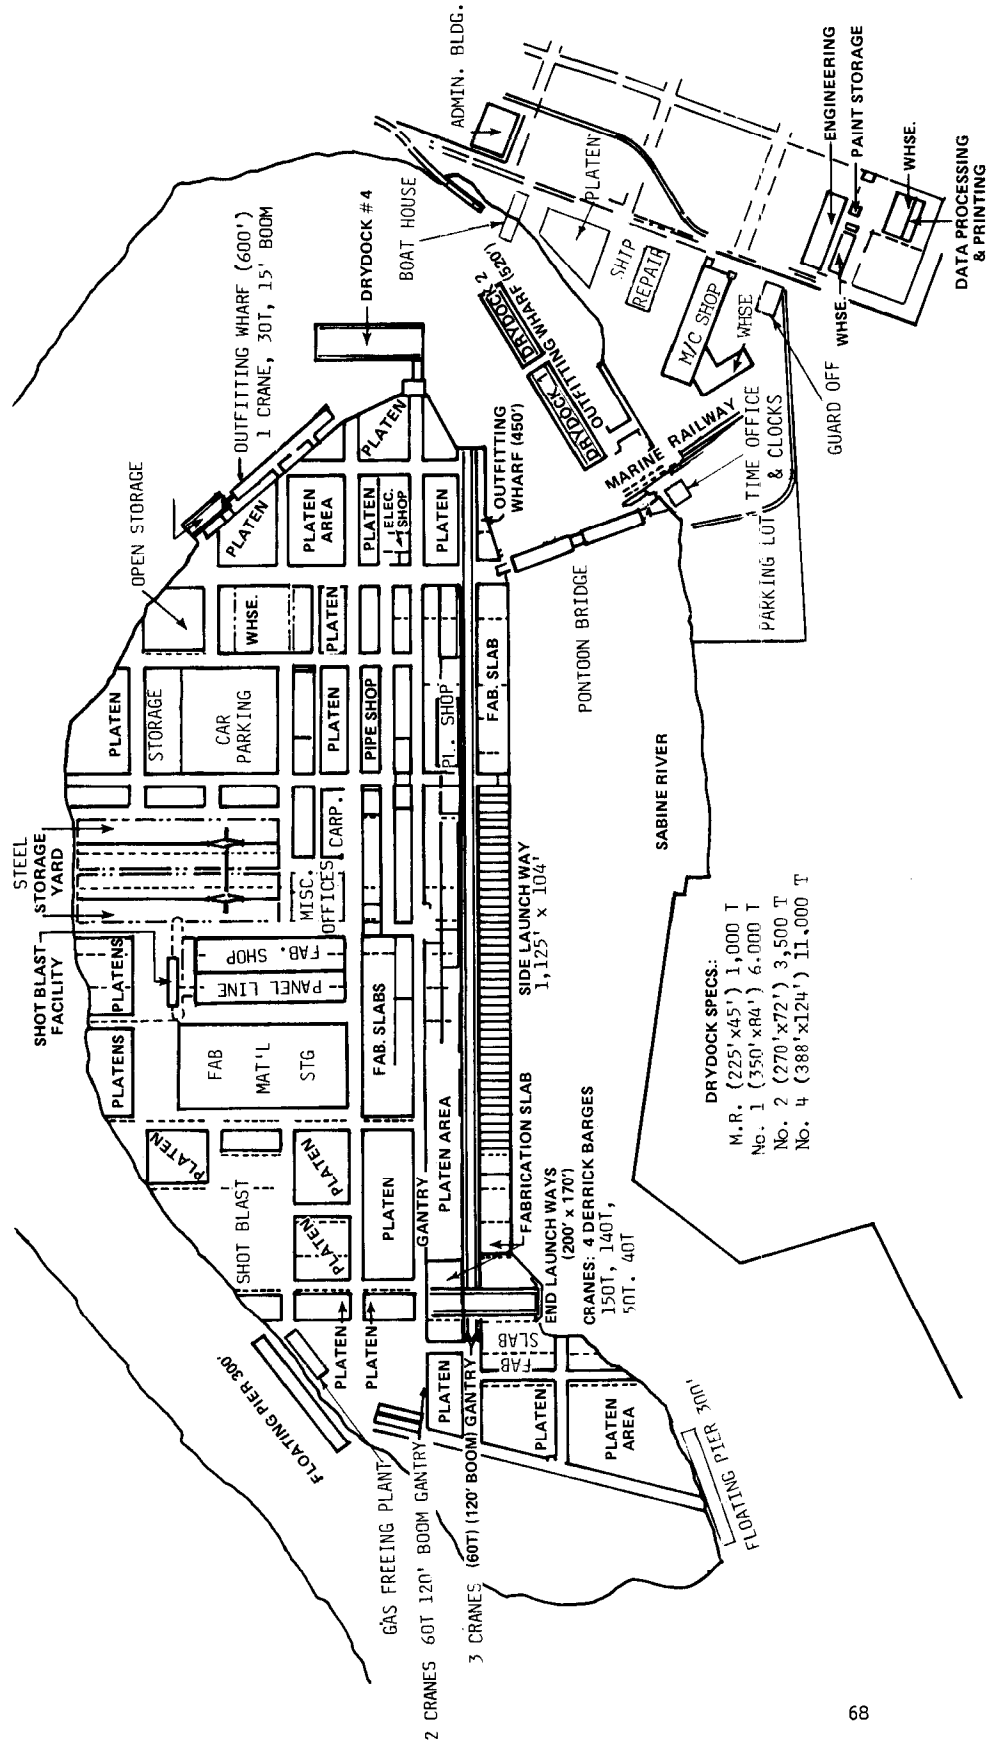 STEEL
STORAGE
YARD
SHOT BLAST
FACILITY
OPEN STORAGE
OUTFITTING WHARF (600')
1 CRANE, 30T, 15' BOOM
DRYDOCK #4
BOAT HOUSE
ADMIN. BLDG.
PLATEN
PLATENS
PLATENS
PLATEN
STORAGE
CAR
PARKING
WHSE.
PLATEN
PLATEN
AREA
PLATEN
PLATEN
SHOT BLAST
FAB
MAT'L
STG
PANEL LINE
FAB. SHOP
MISC.
OFFICES
CARP.
PLATEN
PLATEN
PLATEN
ELEC.
SHOP
PLATEN
PLATEN
PLATEN
PLATEN
FAB. SLABS
PIPE SHOP
FLOATING PIER 300'
PLATEN
PLATEN
GANTRY
PLATEN AREA
PL. SHOP
PLATEN
FAB. SLAB
OUTFITTING
WHARF (450')
GAS FREEING PLANT
2 CRANES 60T 120' BOOM GANTRY
3 CRANES (60T) (120' BOOM) GANTRY
PLATEN
FAB
SLAB
PLATEN
PLATEN
AREA
FLOATING PIER 300'
END LAUNCH WAYS
(200' x 170')
CRANES: 4 DERRICK BARGES
150T, 140T,
50T. 40T
FABRICATION SLAB
SIDE LAUNCH WAY
1,125' x 104'
PONTOON BRIDGE
SABINE RIVER
MARINE RAILWAY
DRYDOCK 1
DRYDOCK 2
OUTFITTING WHARF (520')
PLATEN
SHIP
REPAIR
M/C SHOP
WHSE
TIME OFFICE
& CLOCKS
PARKING LOT
GUARD OFF
ENGINEERING
PAINT STORAGE
WHSE.
WHSE.
DATA PROCESSING
& PRINTING
DRYDOCK SPECS.:
M.R. (225'x45') 1,000 T
No. 1 (350'x84') 6.000 T
No. 2 (270'x72') 3,500 T
No. 4 (388'x124') 11.000 T
68